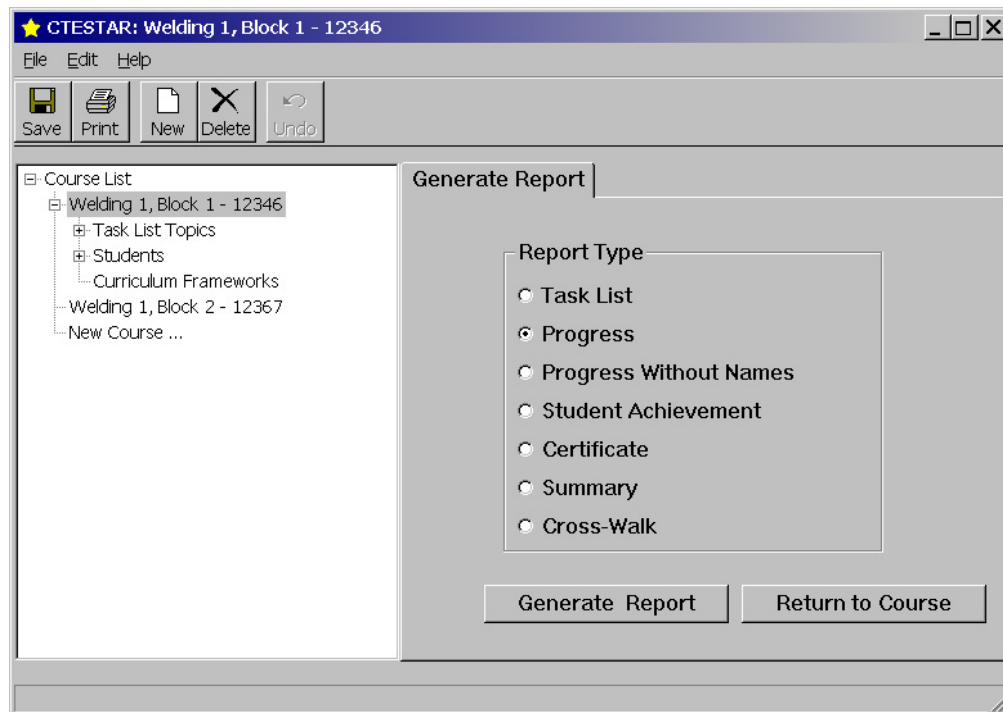 CTESTAR: Welding 1, Block 1 - 12346
File Edit Help
Save Print New Delete Undo
Course List
Welding 1, Block 1 - 12346
Task List Topics
Students
Curriculum Frameworks
Welding 1, Block 2 - 12367
New Course ...
Generate Report
Report Type
Task List
Progress
Progress Without Names
Student Achievement
Certificate
Summary
Cross-Walk
Generate Report
Return to Course